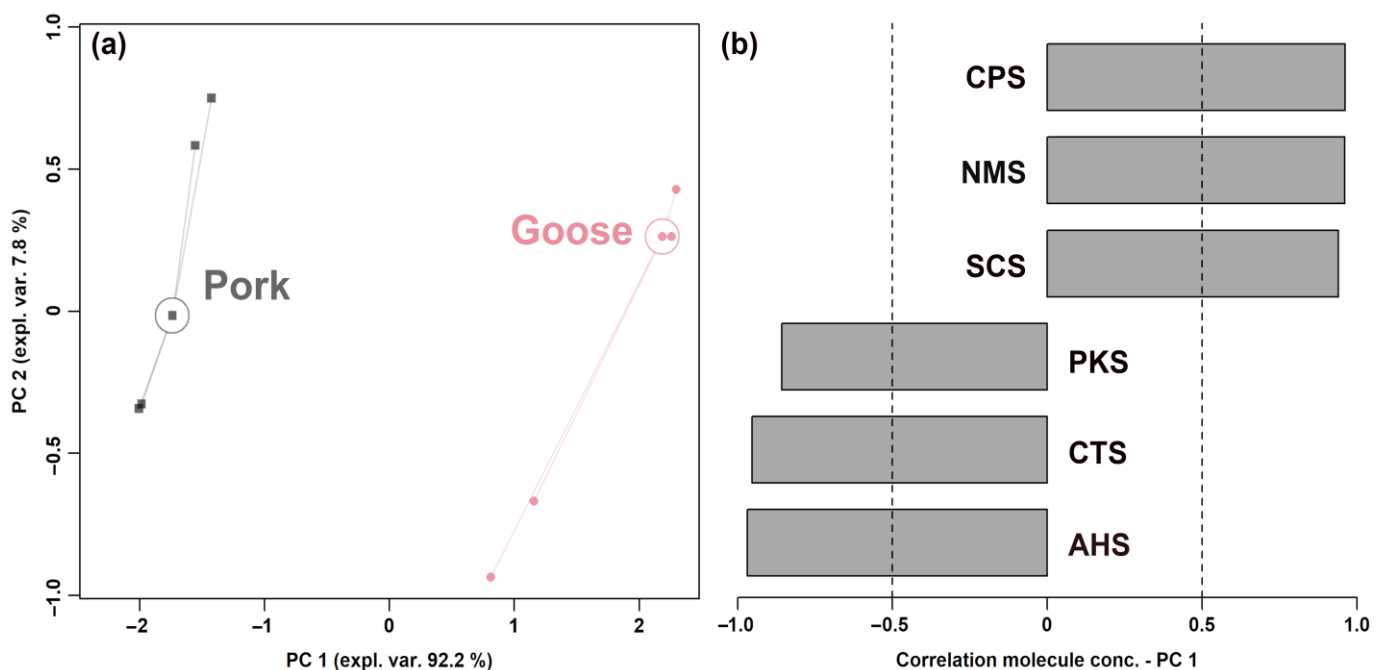 (a)
1.0
0.5
0
−0.5
−1.0
PC 2 (expl. var. 7.8 %)
Pork
Goose
−2
−1
0
1
2
PC 1 (expl. var. 92.2 %)
(b)
CPS
NMS
SCS
PKS
CTS
AHS
−1.0
−0.5
0
0.5
1.0
Correlation molecule conc. - PC 1